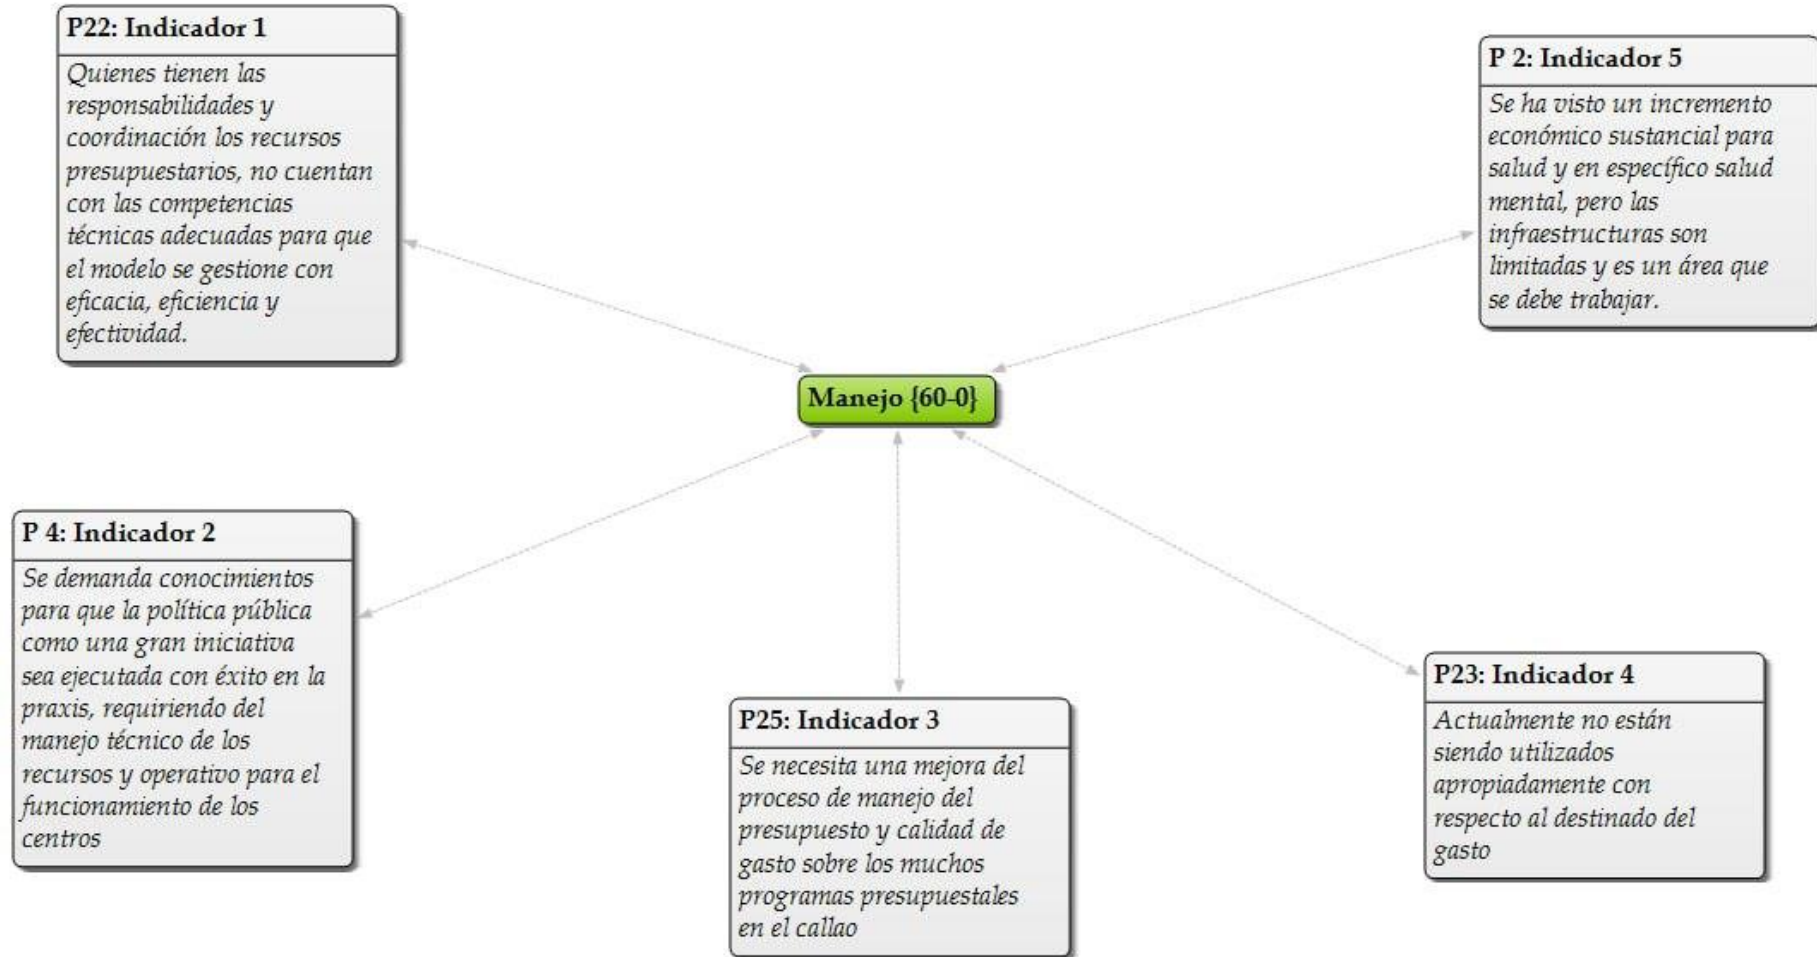 P22: Indicador 1
Quienes tienen las
responsabilidades y
coordinación los recursos
presupuestarios, no cuentan
con las competencias
técnicas adecuadas para que
el modelo se gestione con
eficacia, eficiencia y
efectividad.
P 2: Indicador 5
Se ha visto un incremento
económico sustancial para
salud y en específico salud
mental, pero las
infraestructuras son
limitadas y es un área que
se debe trabajar.
Manejo {60-0}
P 4: Indicador 2
Se demanda conocimientos
para que la política pública
como una gran iniciativa
sea ejecutada con éxito en la
praxis, requiriendo del
manejo técnico de los
recursos y operativo para el
funcionamiento de los
centros
P25: Indicador 3
Se necesita una mejora del
proceso de manejo del
presupuesto y calidad de
gasto sobre los muchos
programas presupuestales
en el callao
P23: Indicador 4
Actualmente no están
siendo utilizados
apropiadamente con
respecto al destinado del
gasto